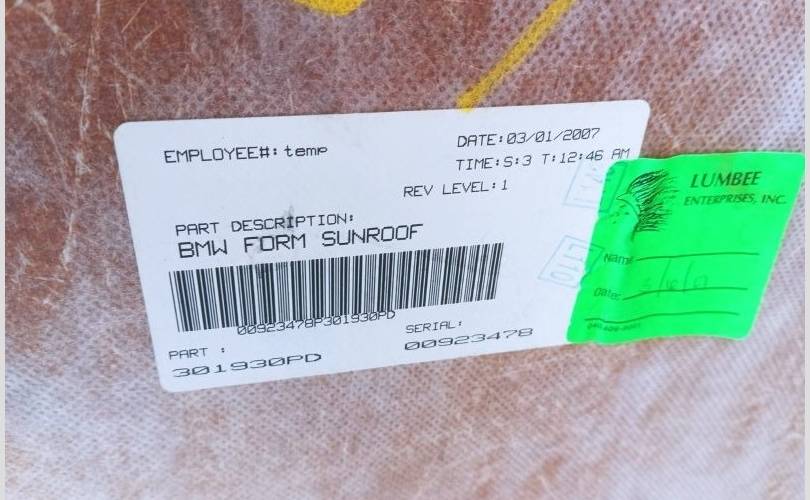 EMPLOYEE#: temp
DATE: 03/01/2007
TIME: S:3 T:12:46 AM
REV LEVEL: 1
PART DESCRIPTION:
BMW FORM SUNROOF
00923478P301930PD
PART :
301930PD
SERIAL:
00923478
LUMBEE
ENTERPRISES, INC.
Name
Date:
L110